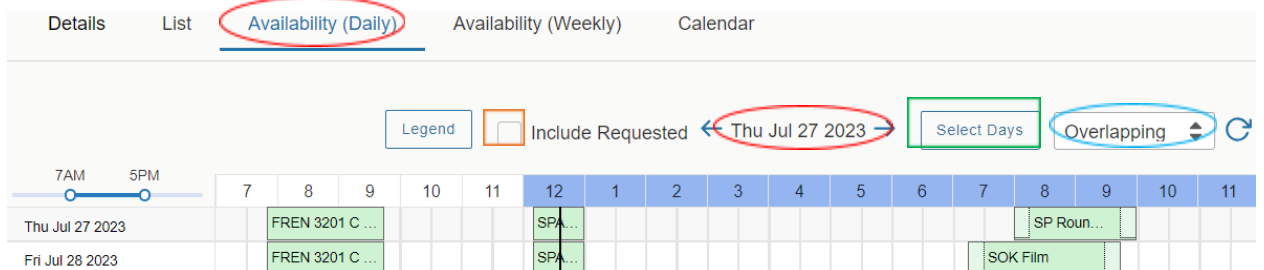 Details List Availability (Daily) Availability (Weekly) Calendar
Legend Include Requested Thu Jul 27 2023 Select Days Overlapping
7AM 5PM
7 8 9 10 11 12 1 2 3 4 5 6 7 8 9 10 11
Thu Jul 27 2023 FREN 3201 C ... SPA... SP Roun...
Fri Jul 28 2023 FREN 3201 C ... SPA... SOK Film